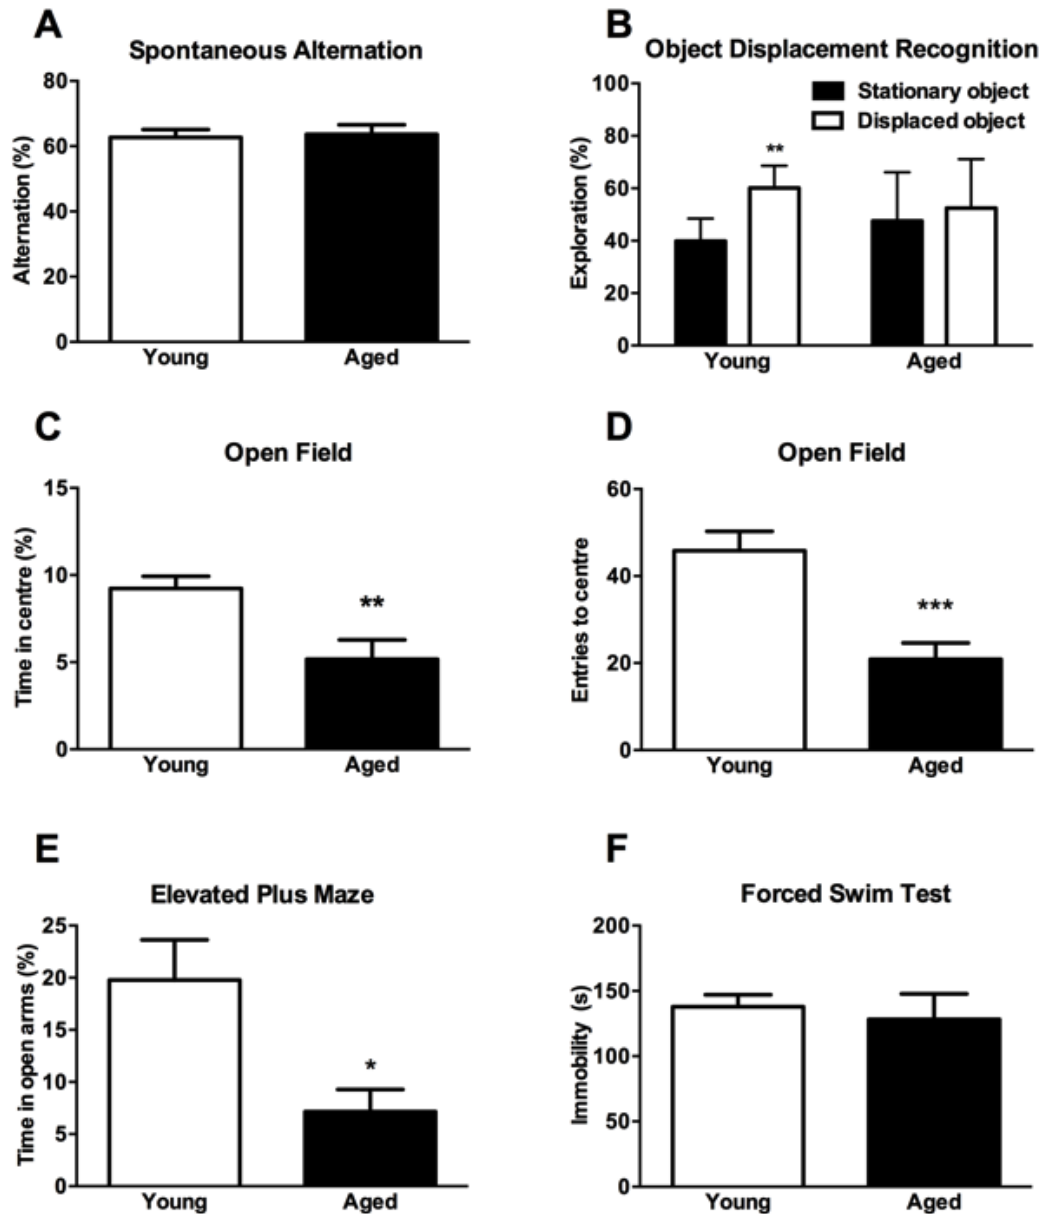 A
Spontaneous Alternation
Alternation (%)
80
60
40
20
0
Young
Aged
B
Object Displacement Recognition
Exploration (%)
100
80
60
40
20
0
Stationary object
Displaced object
**
Young
Aged
C
Open Field
Time in centre (%)
15
10
5
0
**
Young
Aged
D
Open Field
Entries to centre
60
40
20
0
***
Young
Aged
E
Elevated Plus Maze
Time in open arms (%)
25
20
15
10
5
0
*
Young
Aged
F
Forced Swim Test
Immobility (s)
200
150
100
50
0
Young
Aged